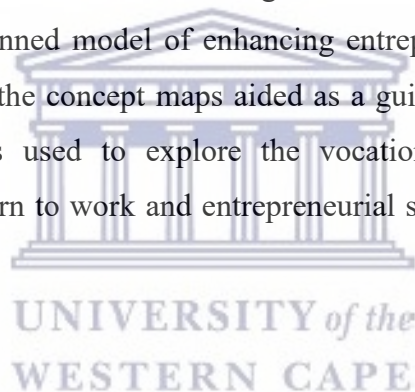 nned model of enhancing entrep
the concept maps aided as a gui
s used to explore the vocation
rn to work and entrepreneurial s
UNIVERSITY of the
WESTERN CAPE